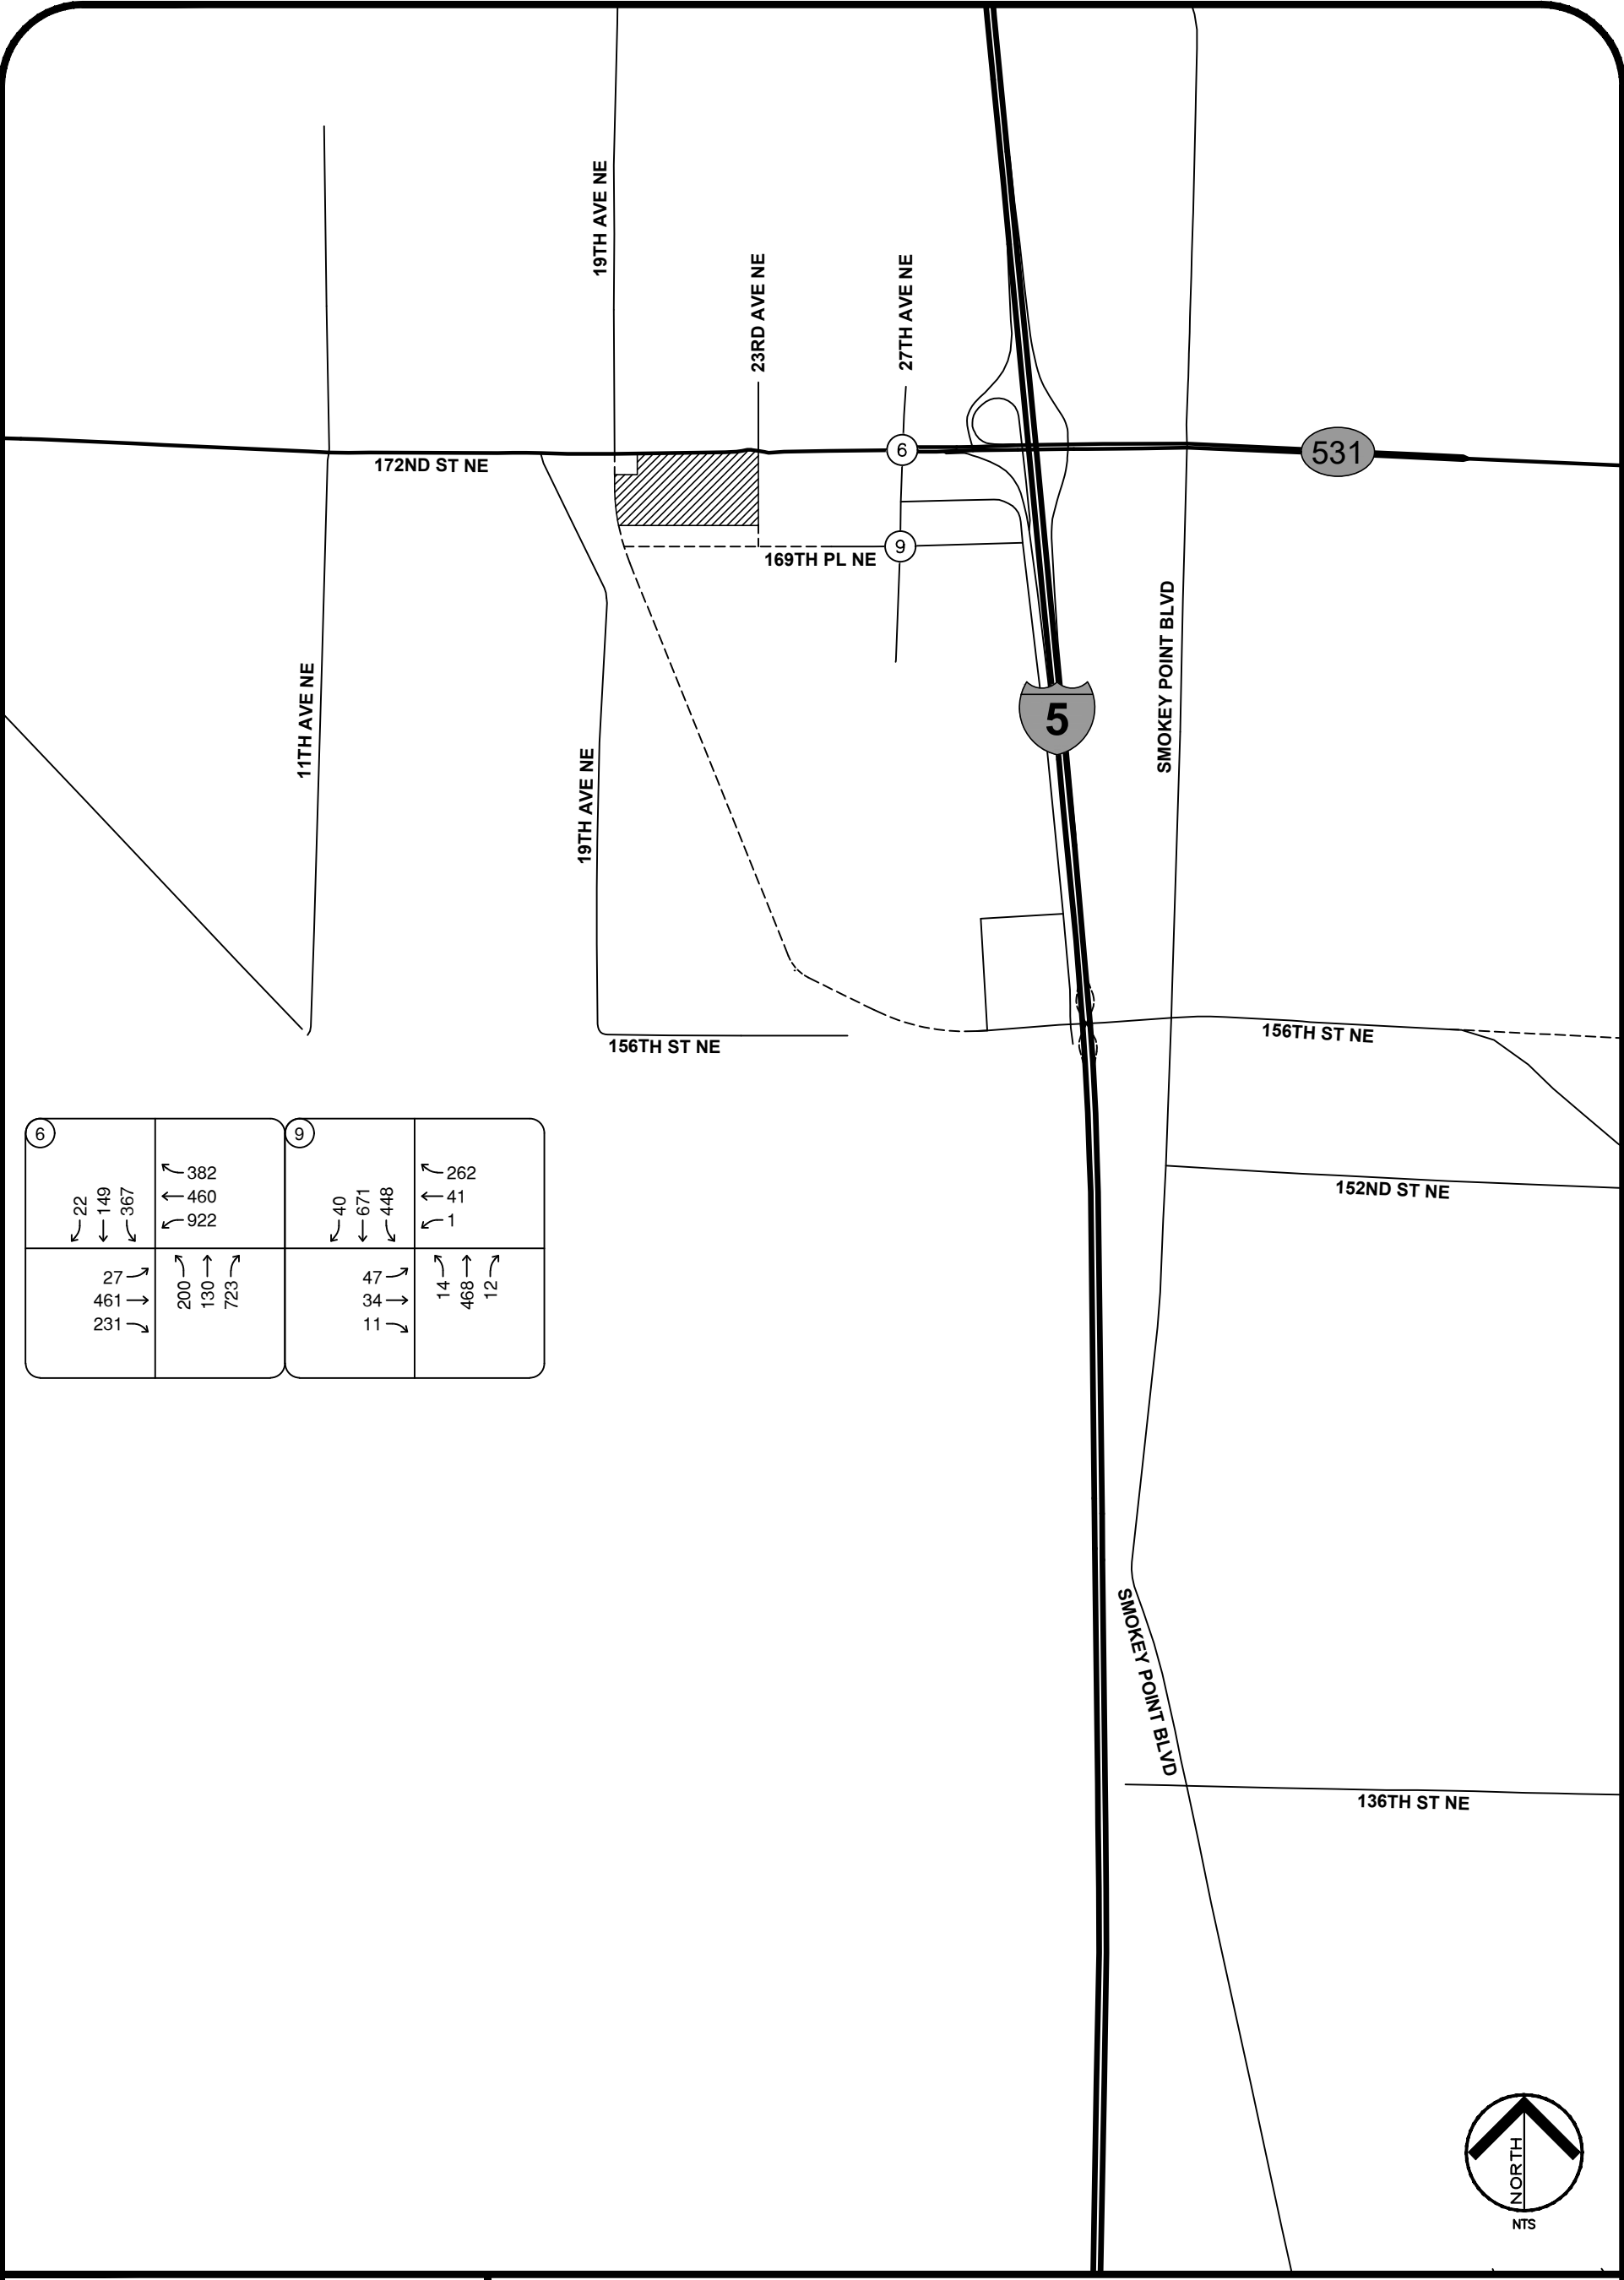 19TH AVE NE
23RD AVE NE
27TH AVE NE
6
531
172ND ST NE
9
169TH PL NE
11TH AVE NE
5
SMOKEY POINT BLVD
19TH AVE NE
156TH ST NE
156TH ST NE
152ND ST NE
6
22 149 367
382
460
922
27
461
231
200 130 723
9
40 671 448
262
41
1
47
34
11
14 468 12
SMOKEY POINT BLVD
136TH ST NE
NORTH
NTS